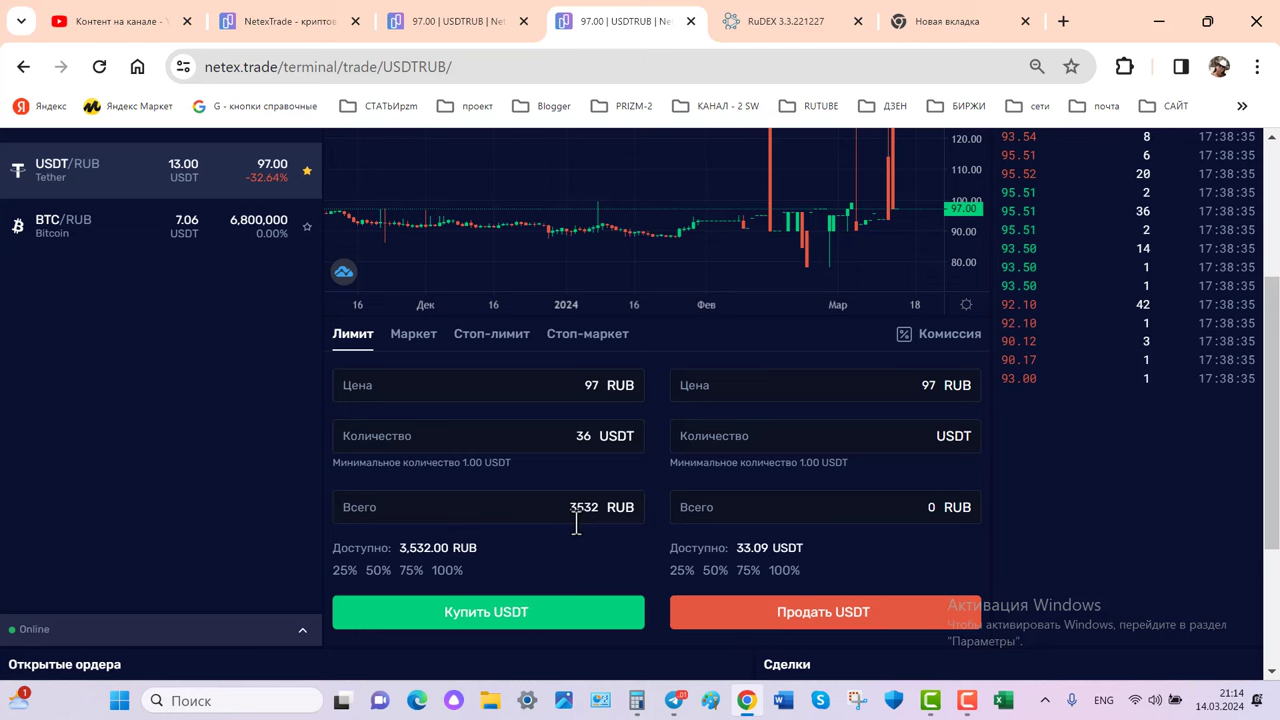 Контент на канале - Y
NetexTrade - криптов
97.00 | USDTRUB | Net
97.00 | USDTRUB | Net
RuDEX 3.3.221227
Новая вкладка
netex.trade/terminal/trade/USDTRUB/
Яндекс
Яндекс Маркет
G - кнопки справочные
СТАТЬИpzm
проект
Blogger
PRIZM-2
КАНАЛ - 2 SW
RUTUBE
ДЗЕН
БИРЖИ
сети
почта
САЙТ
USDT/RUB 13.00 97.00
Tether USDT -32.64%
BTC/RUB 7.06 6,800,000
Bitcoin USDT 0.00%
120.00
110.00
100.00
97.00
90.00
80.00
16 Дек 16 2024 16 Фев Мар 18
93.54 8 17:38:35
95.51 6 17:38:35
95.52 20 17:38:35
95.51 2 17:38:35
95.51 36 17:38:35
95.51 2 17:38:35
93.50 14 17:38:35
93.50 1 17:38:35
93.50 1 17:38:35
92.10 42 17:38:35
92.10 1 17:38:35
90.12 3 17:38:35
90.17 1 17:38:35
93.00 1 17:38:35
Лимит Маркет Стоп-лимит Стоп-маркет Комиссия
Цена 97 RUB
Количество 36 USDT
Минимальное количество 1.00 USDT
Всего 3532 RUB
Доступно: 3,532.00 RUB
25% 50% 75% 100%
Купить USDT
Цена 97 RUB
Количество USDT
Минимальное количество 1.00 USDT
Всего 0 RUB
Доступно: 33.09 USDT
25% 50% 75% 100%
Продать USDT
Активация Windows
Чтобы активировать Windows, перейдите в раздел
"Параметры".
Online
Открытые ордера
Сделки
1
Поиск
01
ENG
21:14
14.03.2024